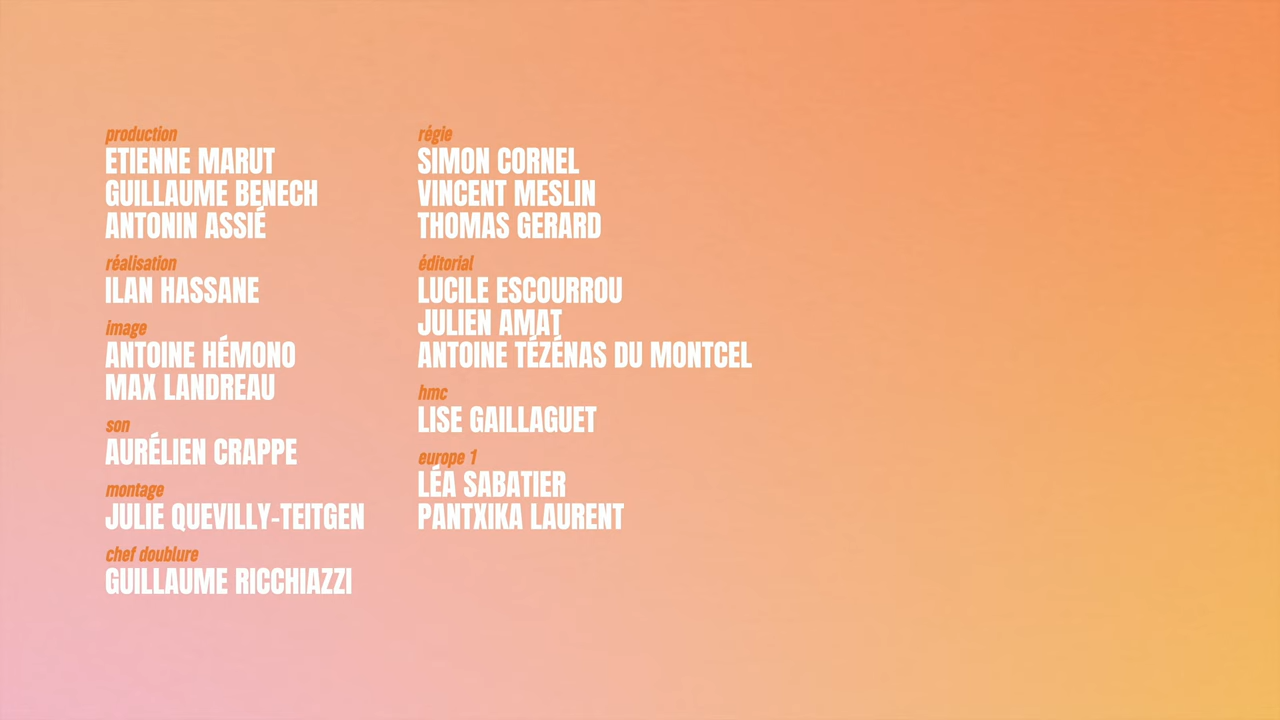 production
ETIENNE MARUT
GUILLAUME BENECH
ANTONIN ASSIÉ
réalisation
ILAN HASSANE
image
ANTOINE HÉMONO
MAX LANDREAU
son
AURÉLIEN CRAPPE
montage
JULIE QUEVILLY-TEITGEN
chef doublure
GUILLAUME RICCHIAZZI
régie
SIMON CORNEL
VINCENT MESLIN
THOMAS GERARD
éditorial
LUCILE ESCOURROU
JULIEN AMAT
ANTOINE TÉZÉNAS DU MONTCEL
hmc
LISE GAILLAGUET
europe 1
LÉA SABATIER
PANTXIKA LAURENT